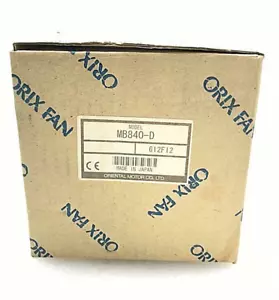 ORIX FAN
ORIX FAN
MODEL
MB840-D
612F12
CE
MADE IN JAPAN
ORIENTAL MOTOR CO., LTD.
ORIX FAN
ORIX FAN